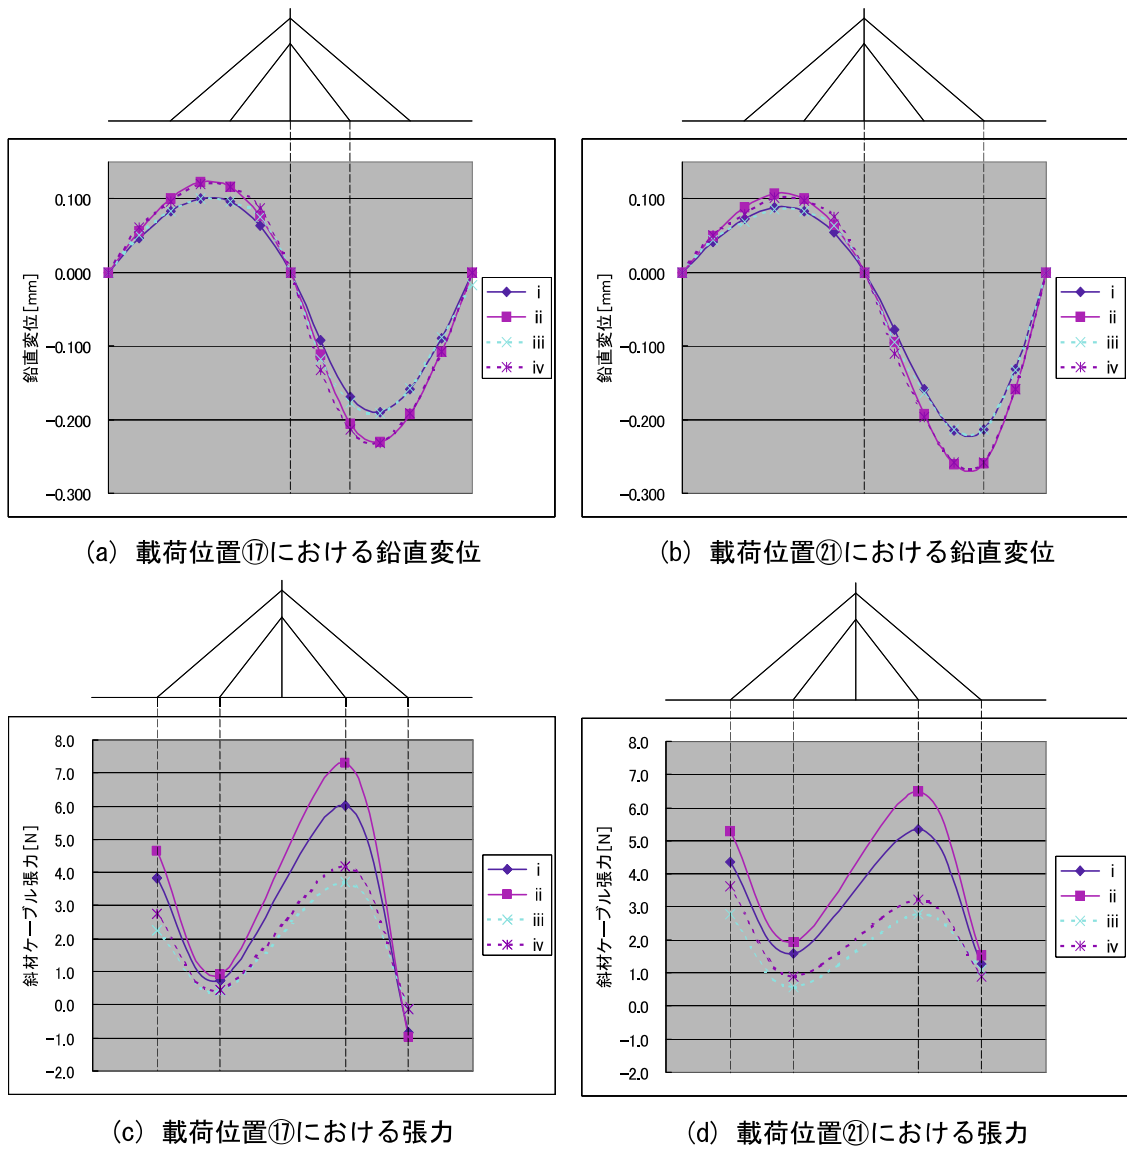 0.100
0.000
-0.100
-0.200
-0.300
鉛直変位[mm]
i
ii
iii
iv
(a) 載荷位置⑰における鉛直変位
0.100
0.000
-0.100
-0.200
-0.300
鉛直変位[mm]
i
ii
iii
iv
(b) 載荷位置㉑における鉛直変位
8.0
7.0
6.0
5.0
4.0
3.0
2.0
1.0
0.0
-1.0
-2.0
斜材ケーブル張力[N]
i
ii
iii
iv
(c) 載荷位置⑰における張力
8.0
7.0
6.0
5.0
4.0
3.0
2.0
1.0
0.0
-1.0
-2.0
斜材ケーブル張力[N]
i
ii
iii
iv
(d) 載荷位置㉑における張力